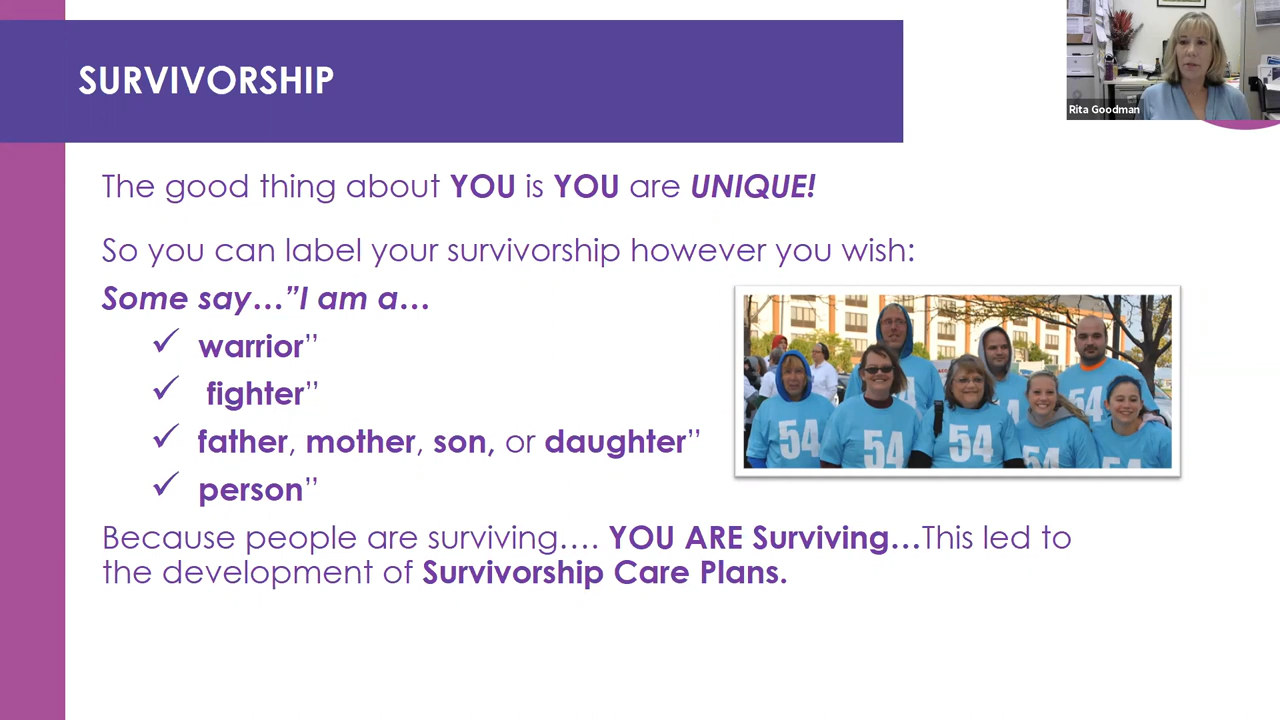 SURVIVORSHIP
Rita Goodman
The good thing about YOU is YOU are UNIQUE!
So you can label your survivorship however you wish:
Some say…”I am a…
✓ warrior”
✓ fighter”
✓ father, mother, son, or daughter”
✓ person”
54 54 54 54 54 54
Because people are surviving…. YOU ARE Surviving…This led to
the development of Survivorship Care Plans.